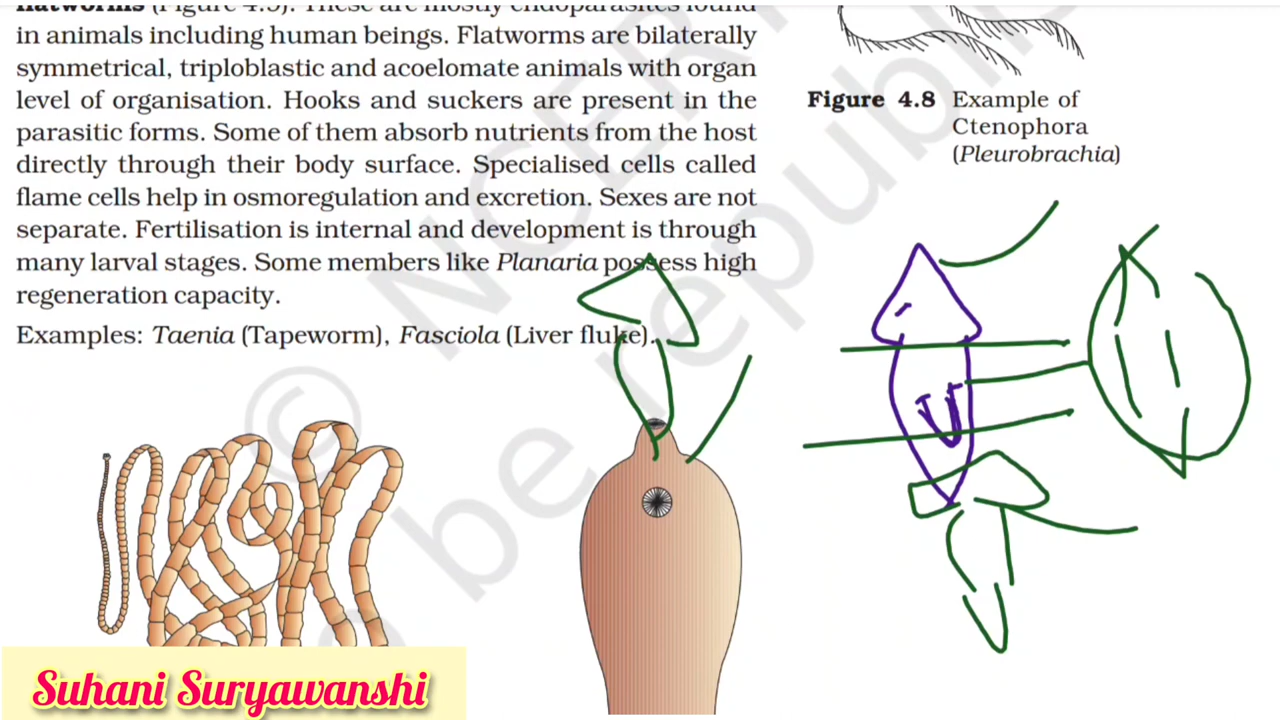 flatworms (Figure 4.9). These are mostly endoparasites found
in animals including human beings. Flatworms are bilaterally
symmetrical, triploblastic and acoelomate animals with organ
level of organisation. Hooks and suckers are present in the
parasitic forms. Some of them absorb nutrients from the host
directly through their body surface. Specialised cells called
flame cells help in osmoregulation and excretion. Sexes are not
separate. Fertilisation is internal and development is through
many larval stages. Some members like Planaria possess high
regeneration capacity.
Examples: Taenia (Tapeworm), Fasciola (Liver fluke).
Figure 4.8 Example of
Ctenophora
(Pleurobrachia)
© NCERT
be republis
Suhani Suryawanshi